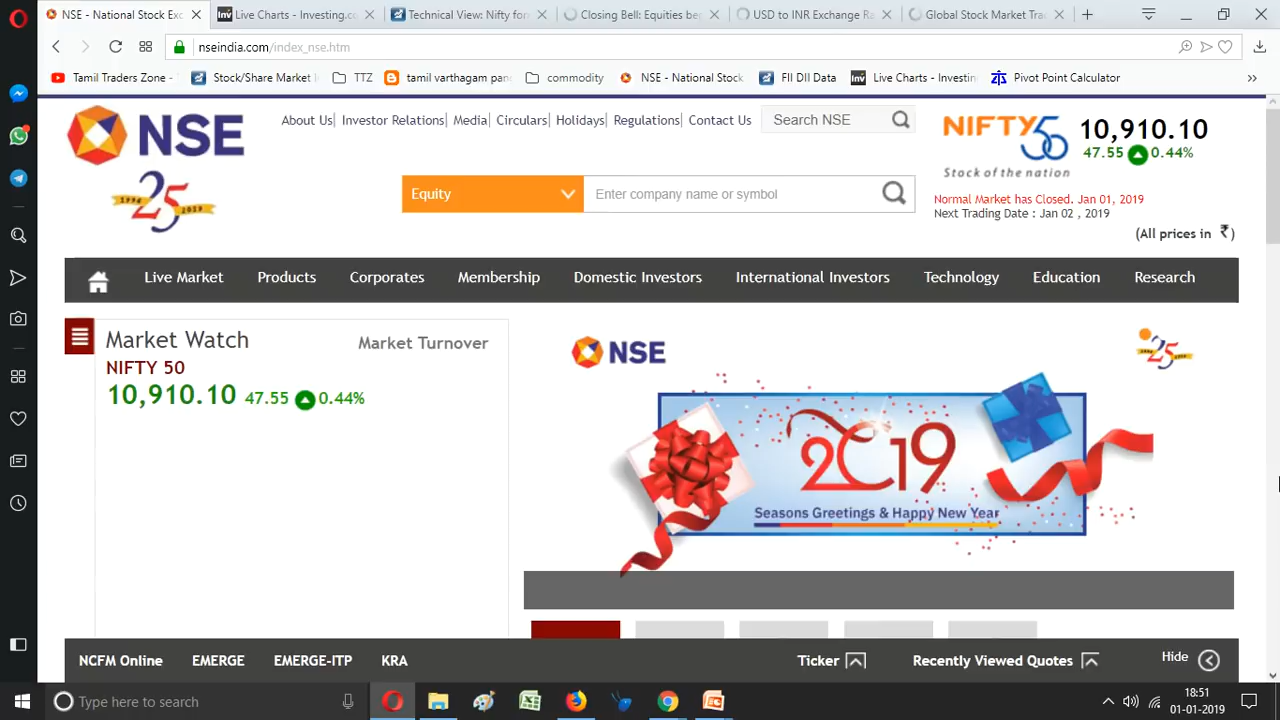 NSE - National Stock Exc
Live Charts - Investing.c
Technical View: Nifty for
Closing Bell: Equities be
USD to INR Exchange Ra
Global Stock Market Tra
nseindia.com/index_nse.htm
Tamil Traders Zone -
Stock/Share Market
TTZ
tamil varthagam pan
commodity
NSE - National Stock
FII DII Data
Live Charts - Investin
Pivot Point Calculator
NSE
1994 25 2019
About Us| Investor Relations| Media| Circulars| Holidays| Regulations| Contact Us
Search NSE
NIFTY50
Stock of the nation
10,910.10
47.55 0.44%
Equity
Enter company name or symbol
Normal Market has Closed. Jan 01, 2019
Next Trading Date : Jan 02 , 2019
(All prices in ₹)
Live Market Products Corporates Membership Domestic Investors International Investors Technology Education Research
Market Watch
Market Turnover
NIFTY 50
10,910.10 47.55 0.44%
NSE
25
2019
Seasons Greetings & Happy New Year
NCFM Online EMERGE EMERGE-ITP KRA
Ticker
Recently Viewed Quotes
Hide
Type here to search
18:51
01-01-2019